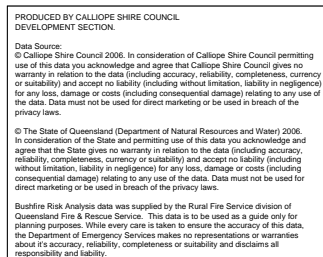 PRODUCED BY CALLIOPE SHIRE COUNCIL
DEVELOPMENT SECTION.
Data Source:
© Calliope Shire Council 2006. In consideration of Calliope Shire Council permitting
use of this data you acknowledge and agree that Calliope Shire Council gives no
warranty in relation to the data (including accuracy, reliability, completeness, currency
or suitability) and accept no liability (including without limitation, liability in negligence)
for any loss, damage or costs (including consequential damage) relating to any use of
the data. Data must not be used for direct marketing or be used in breach of the
privacy laws.
© The State of Queensland (Department of Natural Resources and Water) 2006.
In consideration of the State and permitting use of this data you acknowledge and
agree that the State gives no warranty in relation to the data (including accuracy,
reliability, completeness, currency or suitability) and accept no liability (including
without limitation, liability in negligence) for any loss, damage or costs (including
consequential damage) relating to any use of the data. Data must not be used for
direct marketing or be used in breach of the privacy laws.
Bushfire Risk Analysis data was supplied by the Rural Fire Service division of
Queensland Fire & Rescue Service. This data is to be used as a guide only for
planning purposes. While every care is taken to ensure the accuracy of this data,
the Department of Emergency Services makes no representations or warranties
about it's accuracy, reliability, completeness or suitability and disclaims all
responsibility and liability.